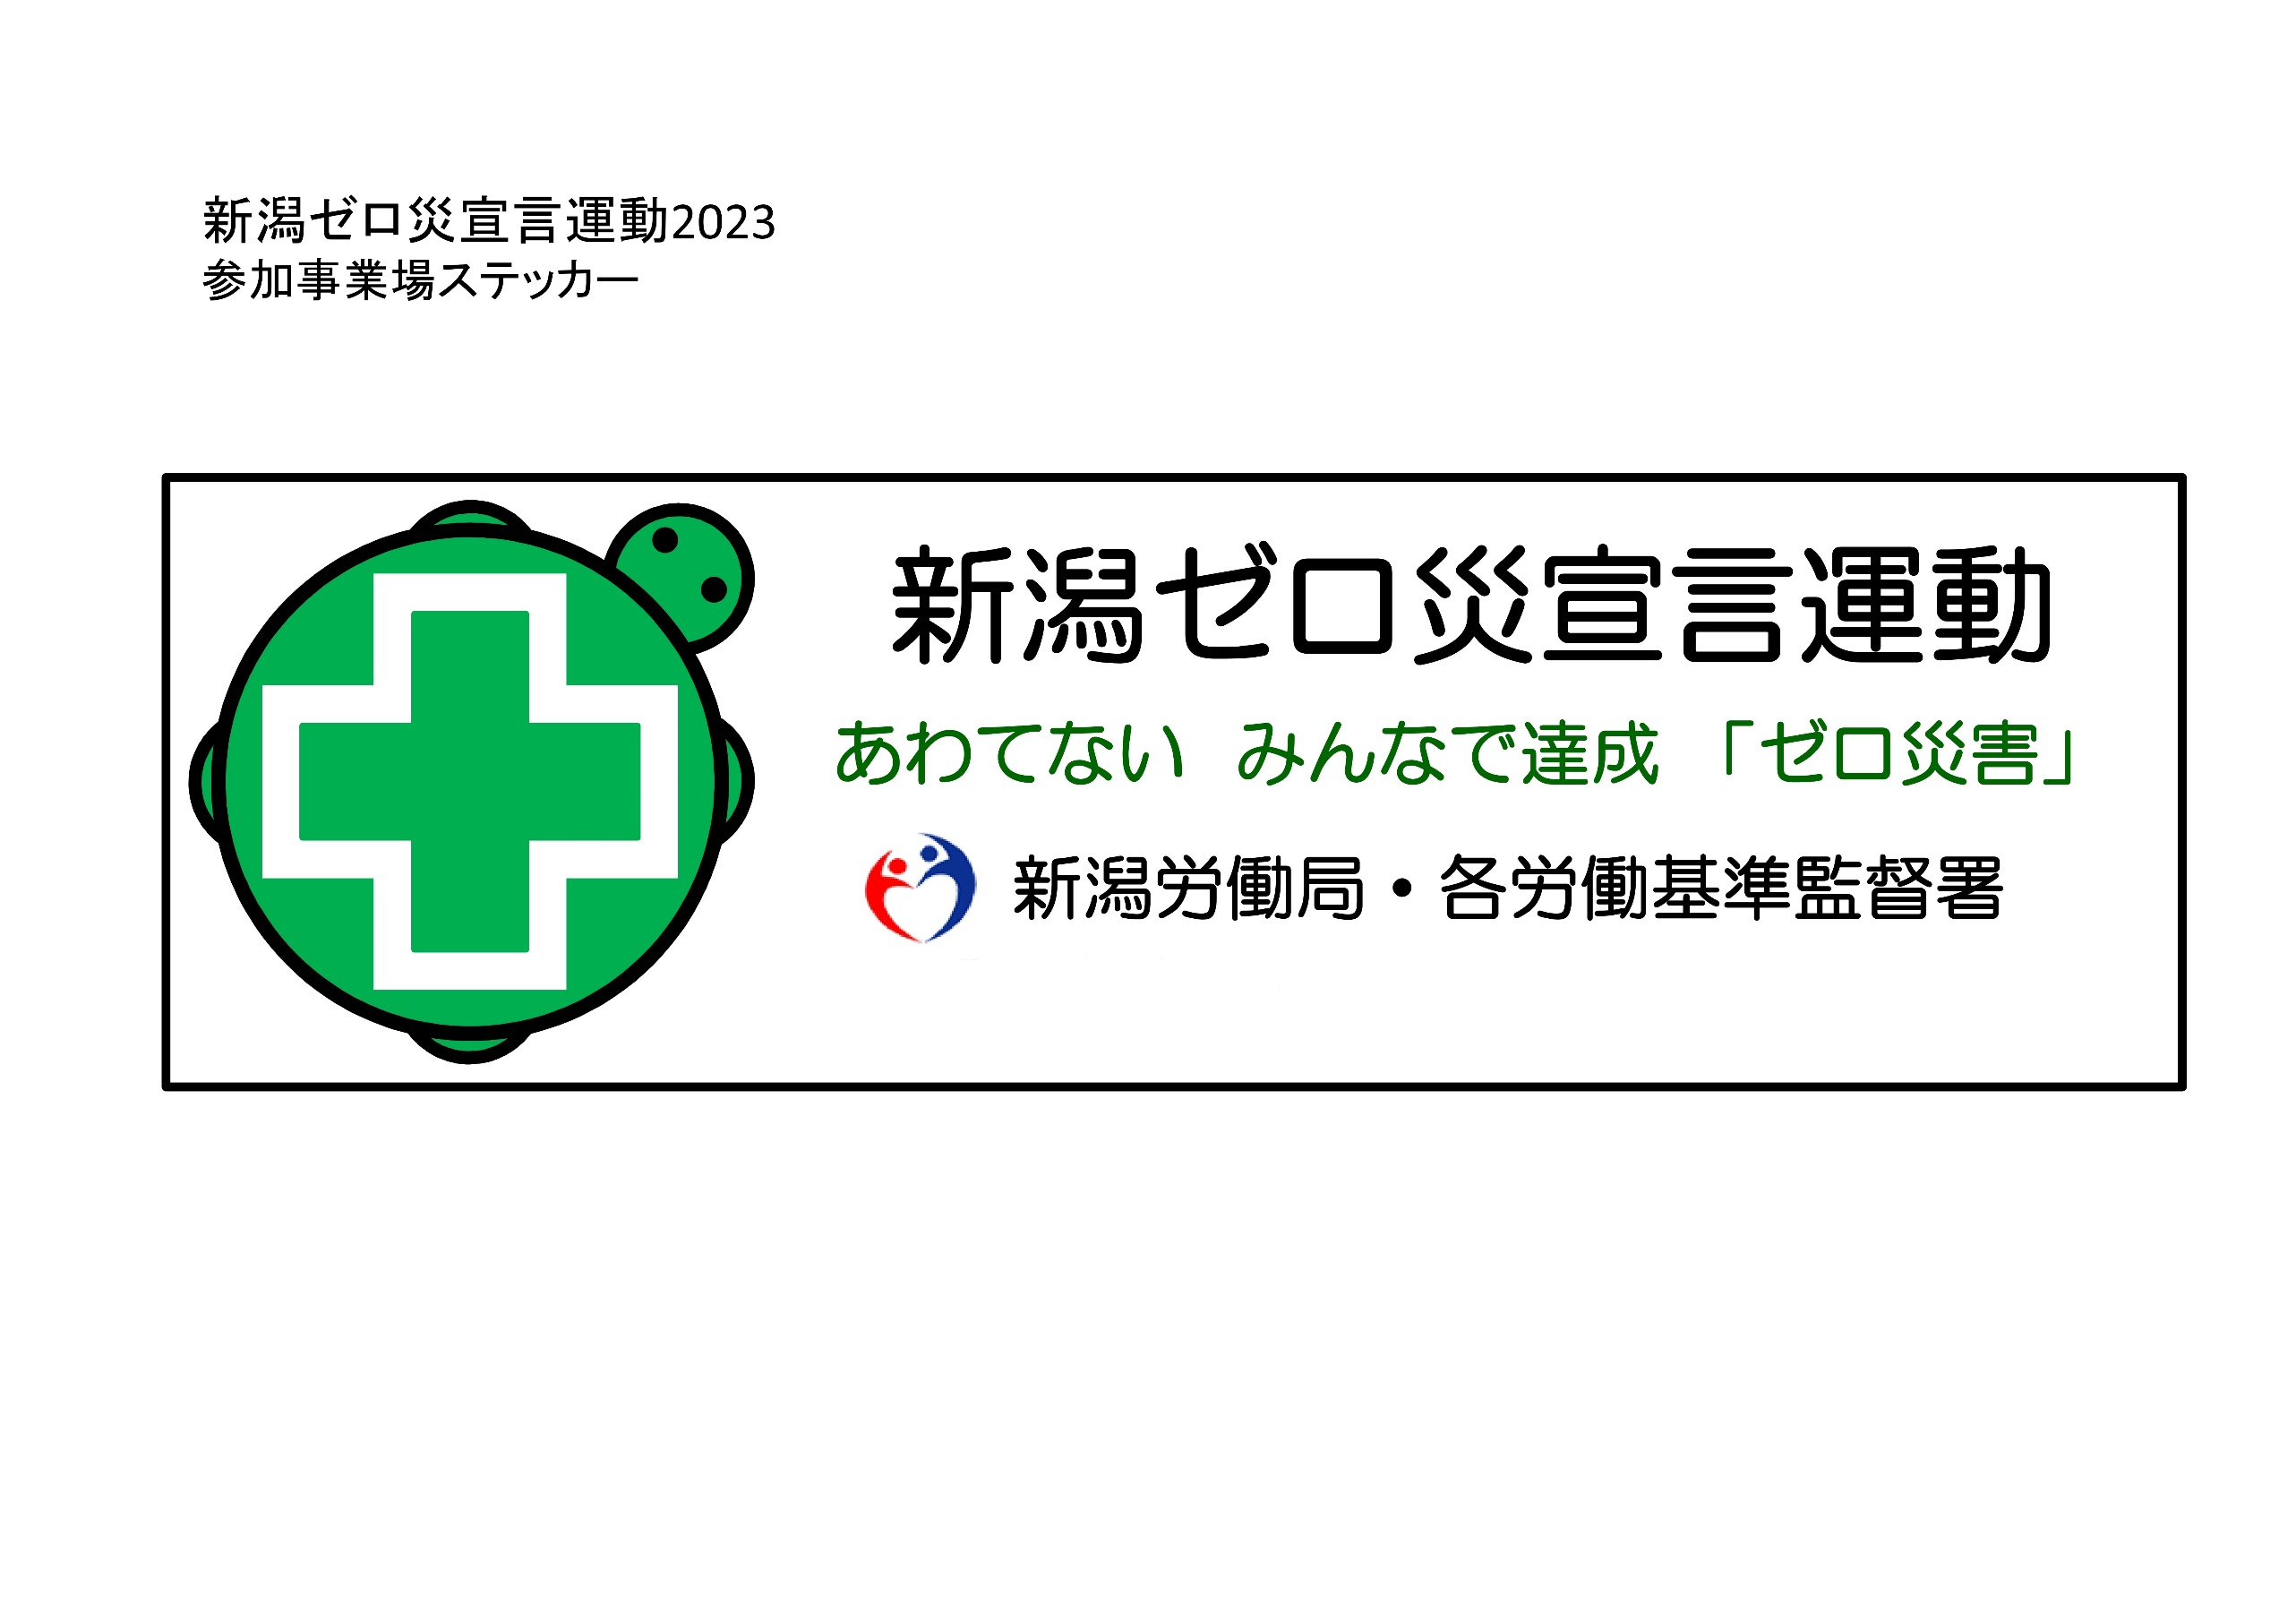 新潟ゼロ災宣言運動2023
参加事業場ステッカー
新潟ゼロ災宣言運動
あわてない　みんなで達成「ゼロ災害」
新潟労働局・各労働基準監督署